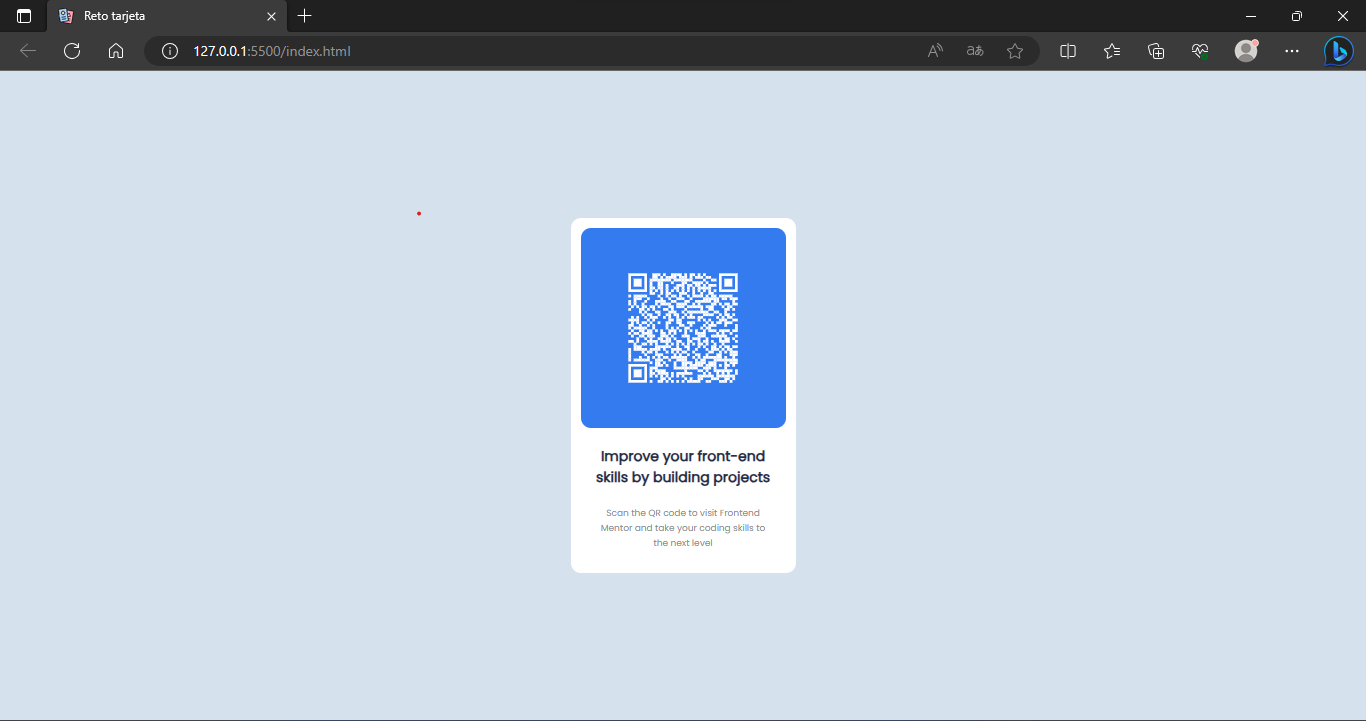 Reto tarjeta
127.0.0.1:5500/index.html
Improve your front-end
skills by building projects
Scan the QR code to visit Frontend
Mentor and take your coding skills to
the next level